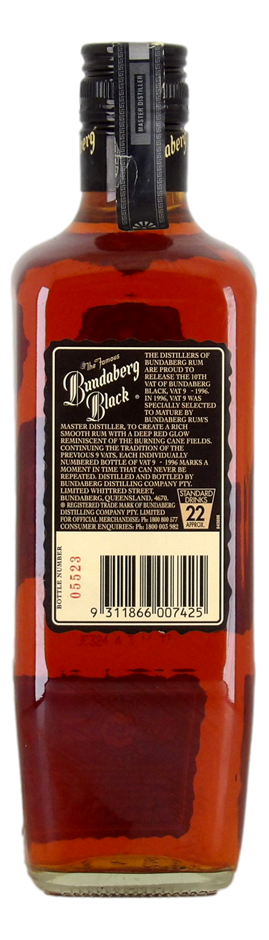 MASTER DISTILLER
aberg
aberg
The Famous
Bundaberg
Black ®
THE DISTILLERS OF
BUNDABERG RUM
ARE PROUD TO
RELEASE THE 10TH
VAT OF BUNDABERG
BLACK, VAT 9 - 1996.
IN 1996, VAT 9 WAS
SPECIALLY SELECTED
TO MATURE BY
BUNDABERG RUM'S
MASTER DISTILLER, TO CREATE A RICH
SMOOTH RUM WITH A DEEP RED GLOW
REMINISCENT OF THE BURNING CANE FIELDS.
CONTINUING THE TRADITION OF THE
PREVIOUS 9 VATS, EACH INDIVIDUALLY
NUMBERED BOTTLE OF VAT 9 - 1996 MARKS A
MOMENT IN TIME THAT CAN NEVER BE
REPEATED. DISTILLED AND BOTTLED BY
BUNDABERG DISTILLING COMPANY PTY.
LIMITED WHITTRED STREET,
BUNDABERG, QUEENSLAND, 4670.
® REGISTERED TRADE MARK OF BUNDABERG
DISTILLING COMPANY PTY. LIMITED
FOR OFFICIAL MERCHANDISE: Ph: 1800 800 577
CONSUMER ENQUIRIES: Ph: 1800 003 982
STANDARD
DRINKS
22
APPROX.
BOTTLE NUMBER
05523
9 311866 007425